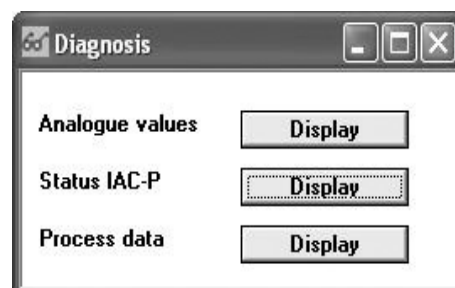 Diagnosis
Analogue values Display
Status IAC-P Display
Process data Display